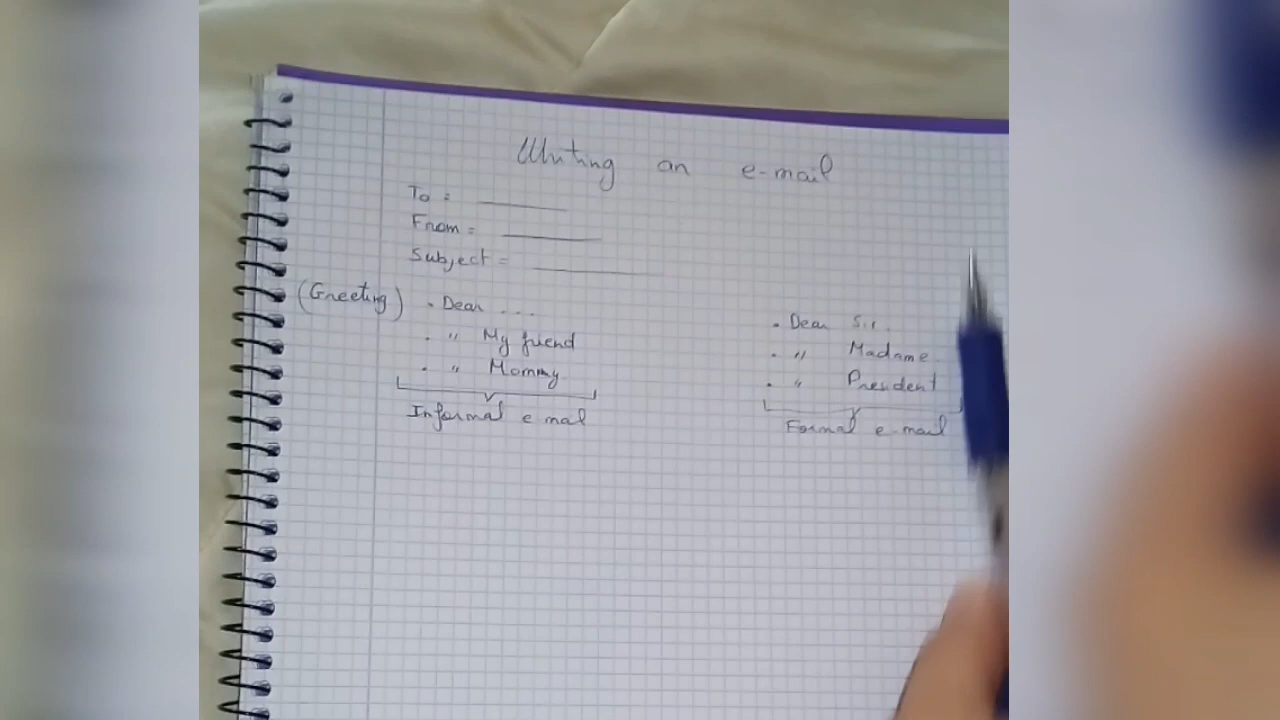 Writing an e-mail
To =
From =
Subject =
(Greeting) . Dear ...
. " My friend
. " Mommy
Informal e mail
. Dear Sir.
. " Madame
. " President
Formal e-mail